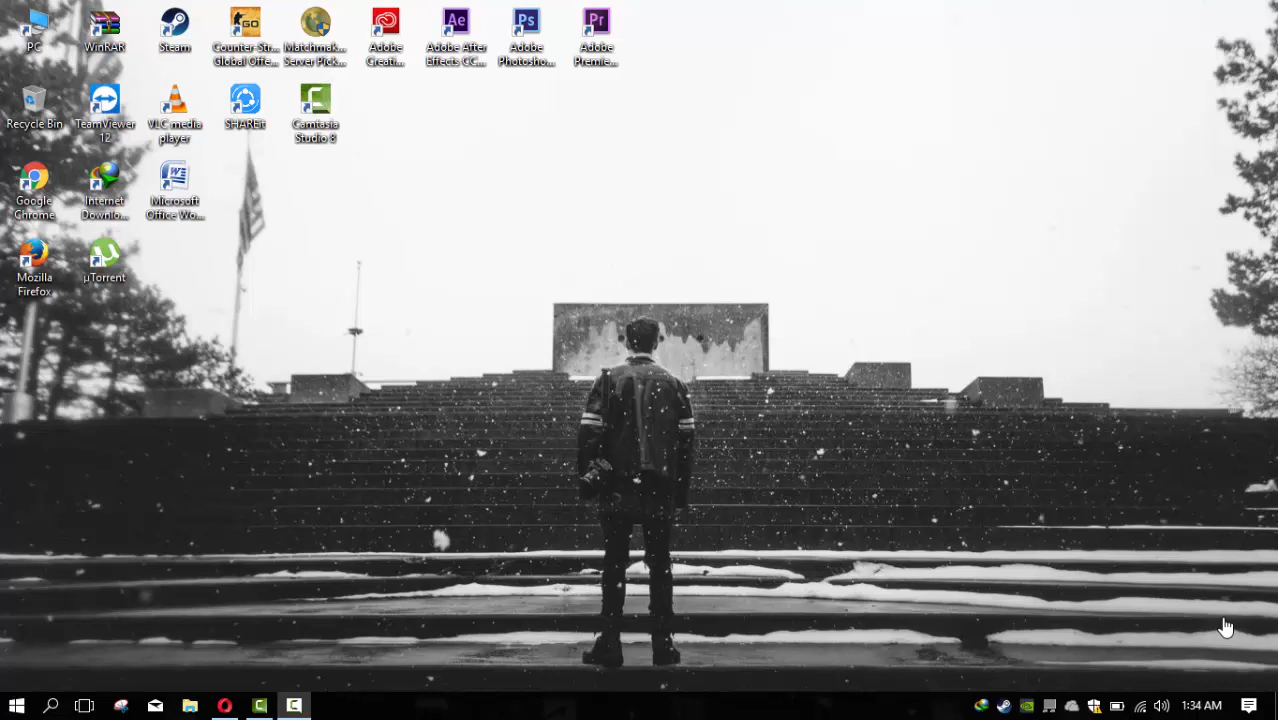 PC
WinRAR
Steam
Counter-Str...
Global Offe...
Matchmak...
Server Pick...
Adobe
Creati...
Adobe After
Effects CC...
Adobe
Photosho...
Adobe
Premie...
Recycle Bin
TeamViewer
12
VLC media
player
SHAREit
Camtasia
Studio 8
Google
Chrome
Internet
Downlo...
Microsoft
Office Wo...
Mozilla
Firefox
µTorrent
1:34 AM